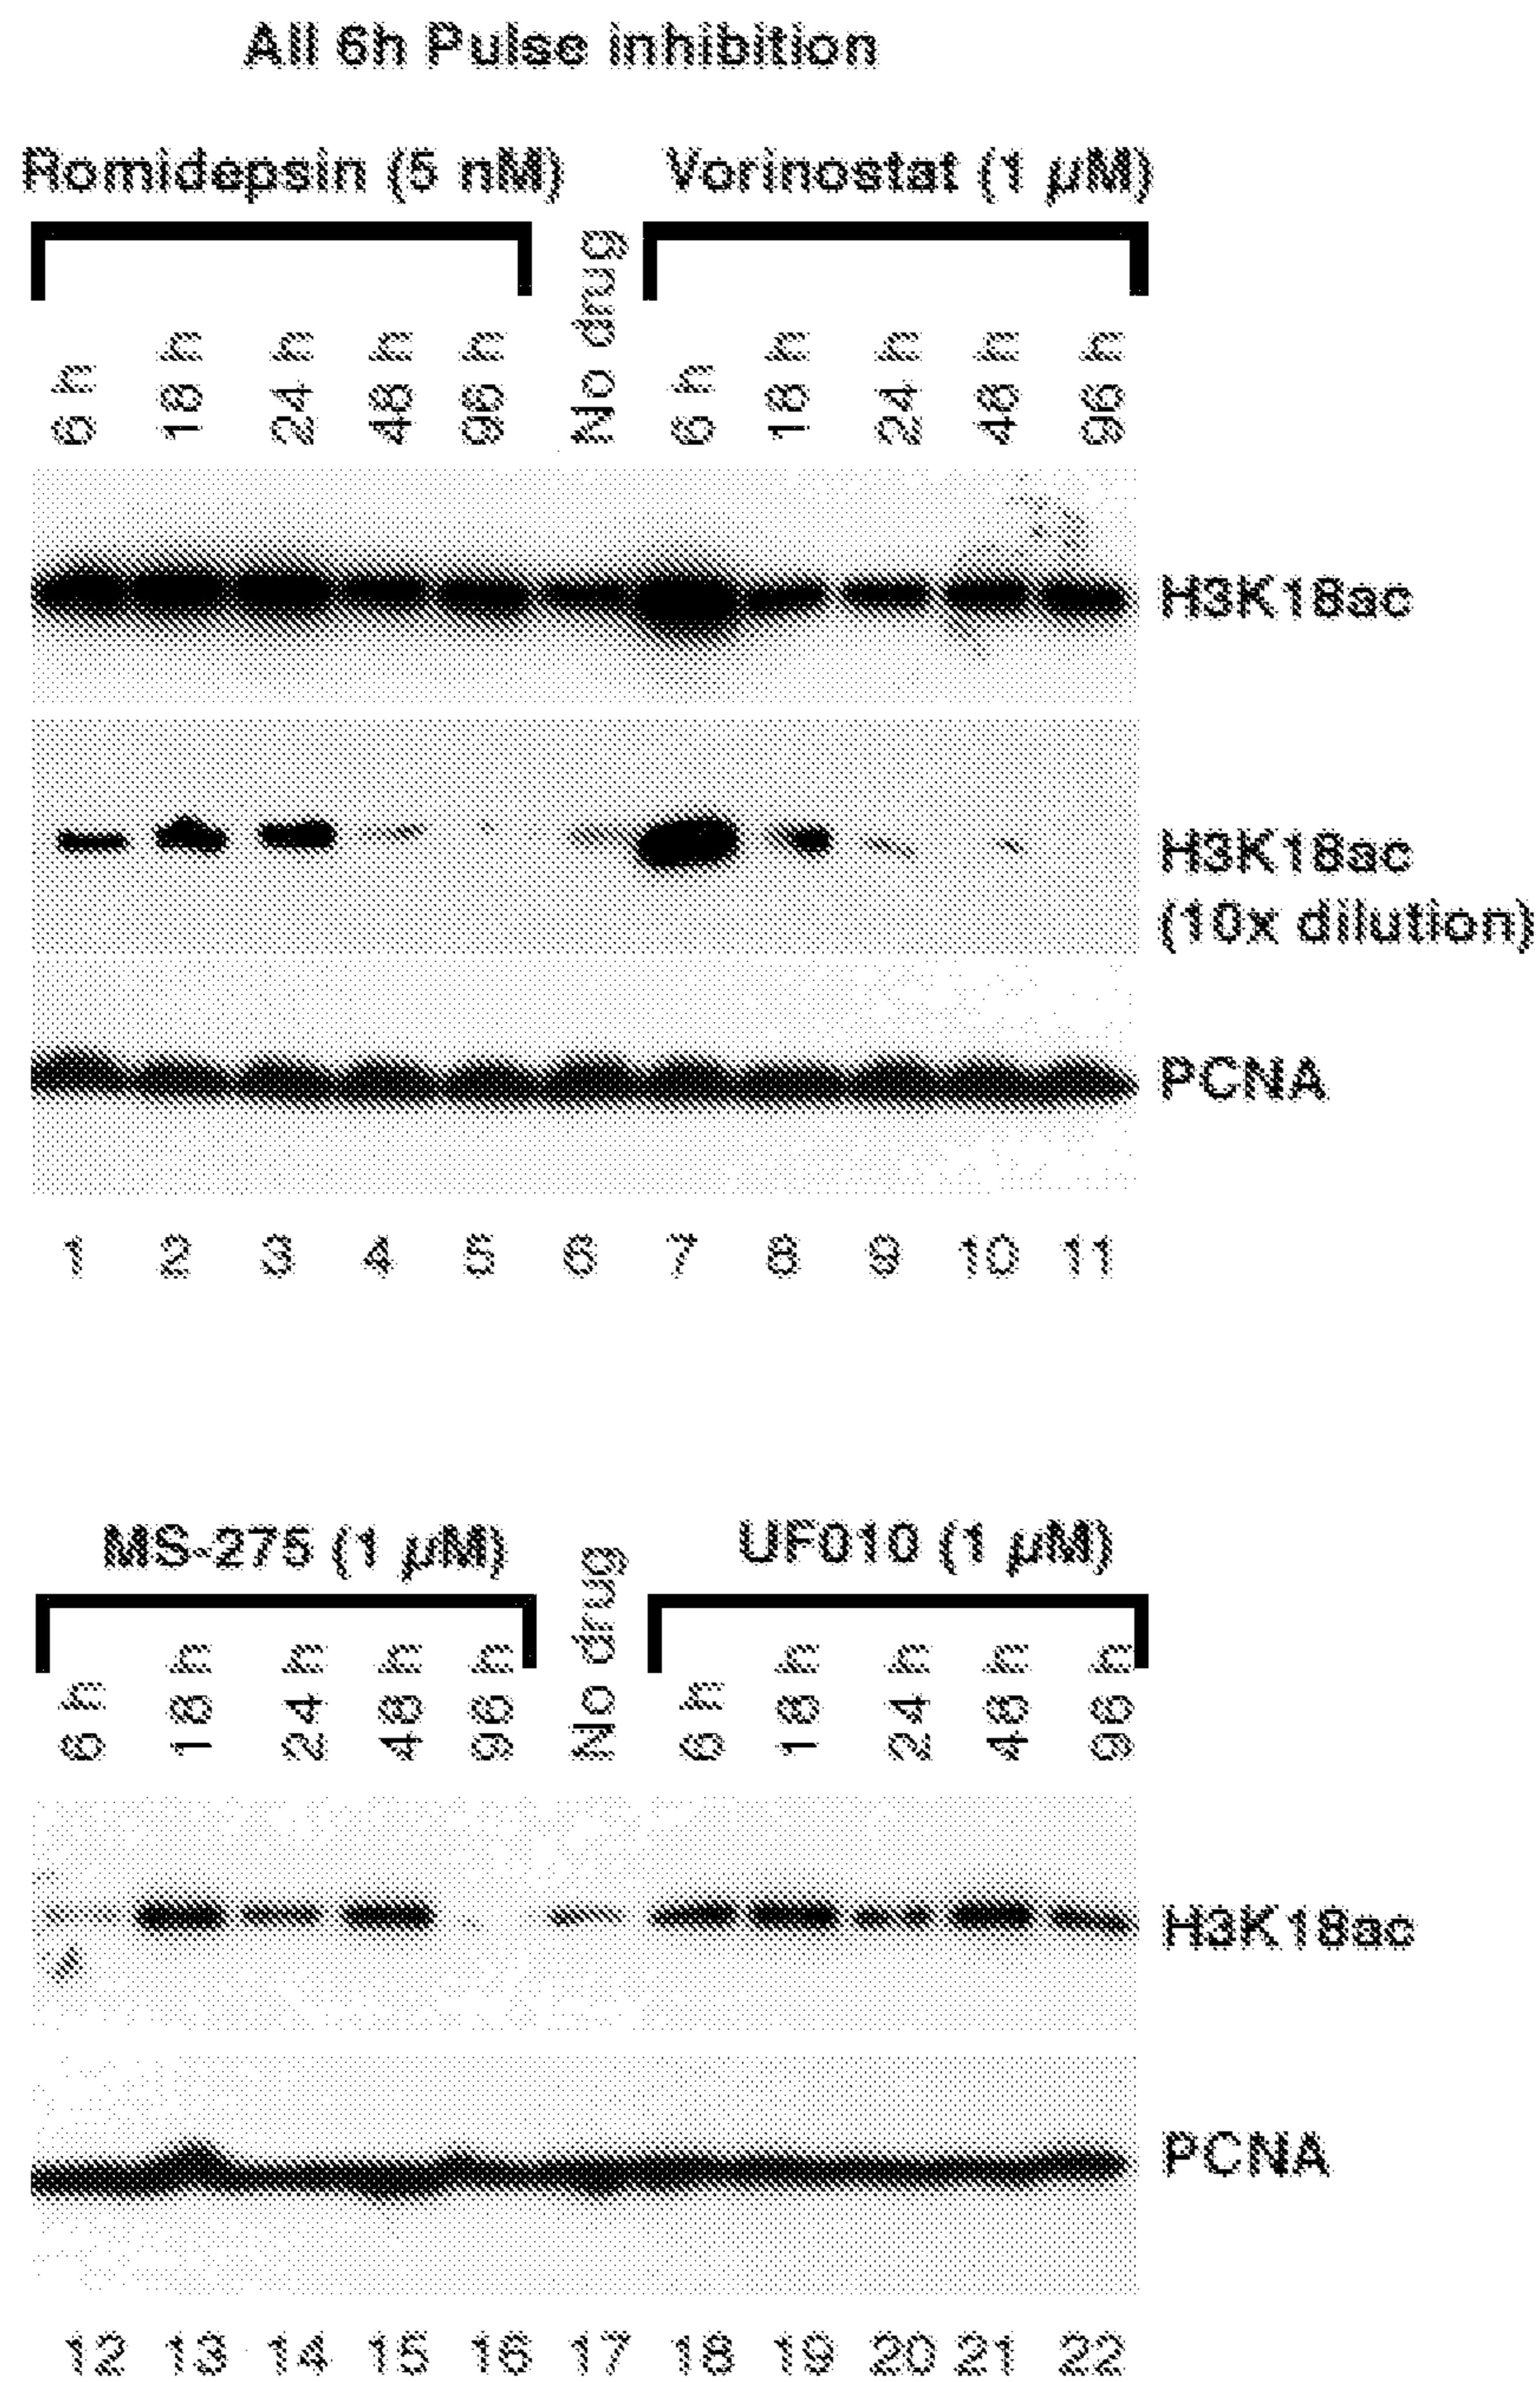 All 6h Pulse inhibition
Romidepsin (5 nM)
Vorinostat (1 µM)
6 h
18 h
24 h
48 h
96 h
No drug
6 h
18 h
24 h
48 h
96 h
H3K18ac
H3K18ac
(10x dilution)
PCNA
1 2 3 4 5 6 7 8 9 10 11
MS-275 (1 µM)
UF010 (1 µM)
6 h
18 h
24 h
48 h
96 h
No drug
6 h
18 h
24 h
48 h
96 h
H3K18ac
PCNA
12 13 14 15 16 17 18 19 20 21 22